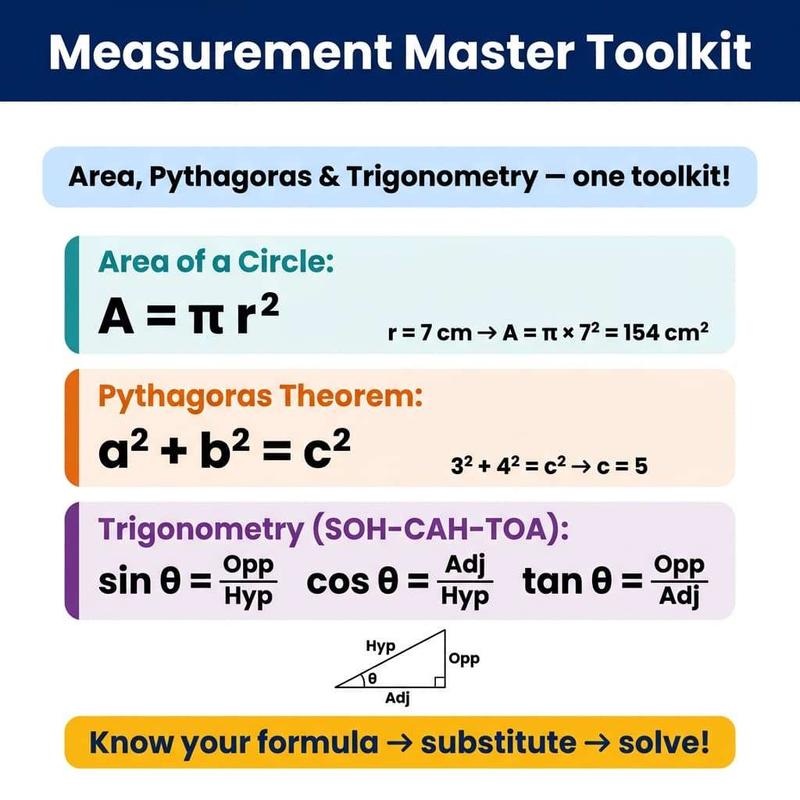 Measurement Master Toolkit
Area, Pythagoras & Trigonometry – one toolkit!
Area of a Circle:
A = π r²
r = 7 cm → A = π × 7² = 154 cm²
Pythagoras Theorem:
a² + b² = c²
3² + 4² = c² → c = 5
Trigonometry (SOH-CAH-TOA):
sin θ = Opp/Hyp cos θ = Adj/Hyp tan θ = Opp/Adj
Hyp
Opp
θ
Adj
Know your formula → substitute → solve!